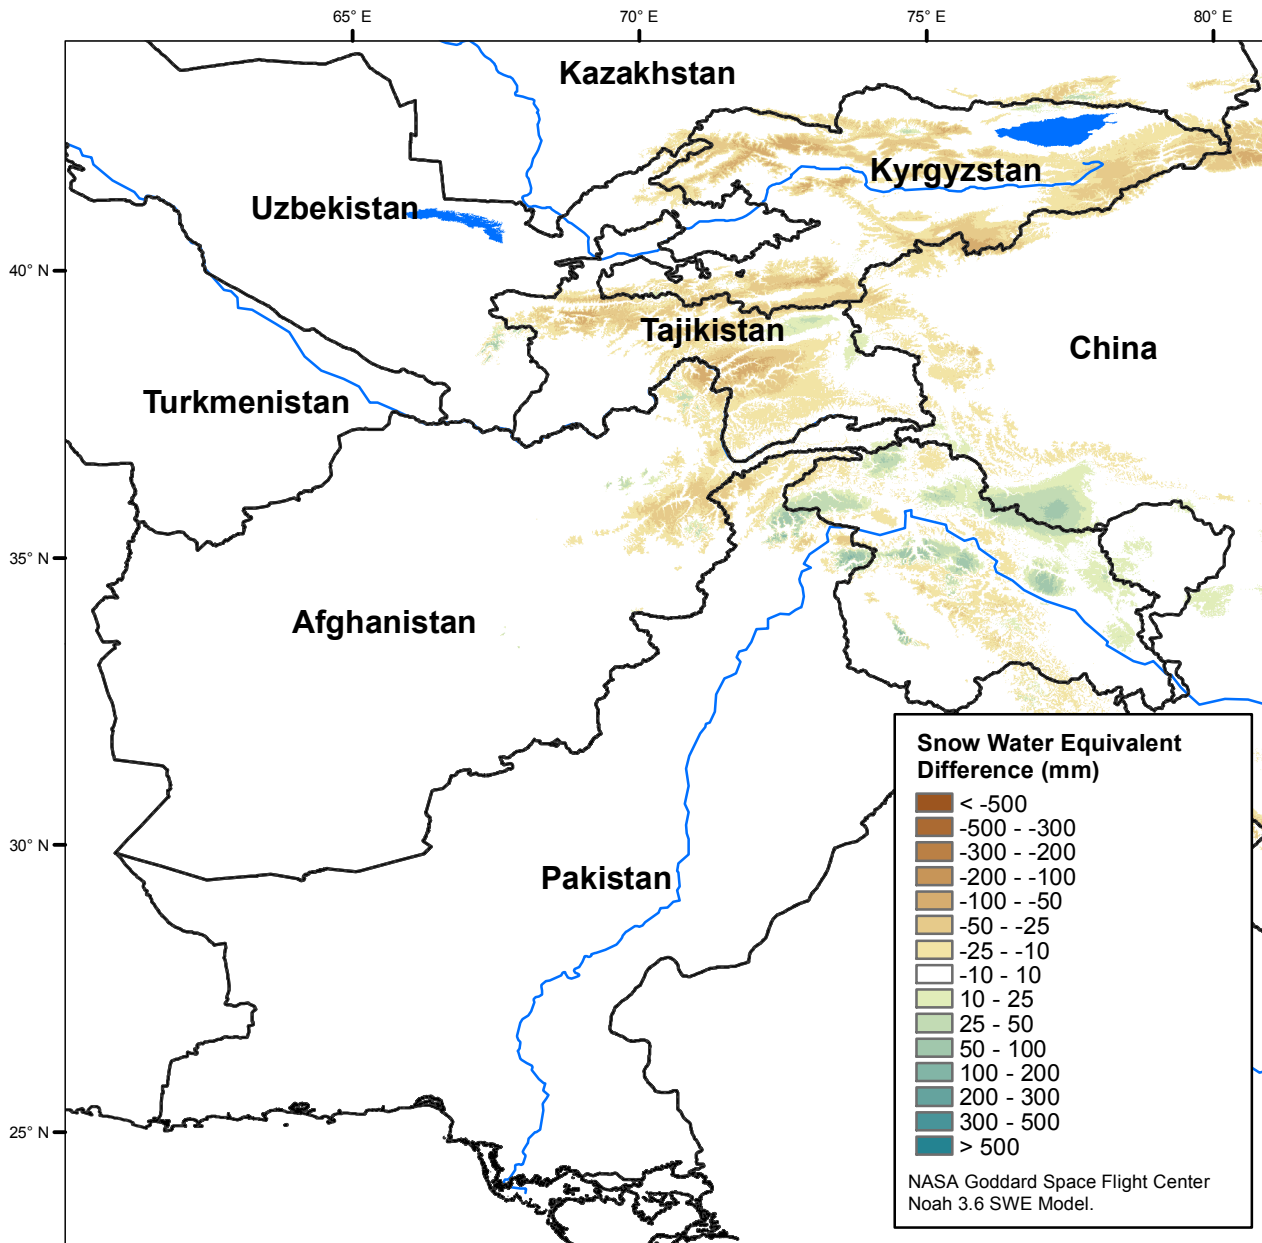 65° E
70° E
75° E
80° E
Kazakhstan
Kyrgyzstan
Uzbekistan
40° N
Tajikistan
China
Turkmenistan
35° N
Afghanistan
Snow Water Equivalent
Difference (mm)
< -500
-500 - -300
-300 - -200
-200 - -100
-100 - -50
-50 - -25
-25 - -10
-10 - 10
10 - 25
25 - 50
50 - 100
100 - 200
200 - 300
300 - 500
> 500
NASA Goddard Space Flight Center
Noah 3.6 SWE Model.
30° N
Pakistan
25° N